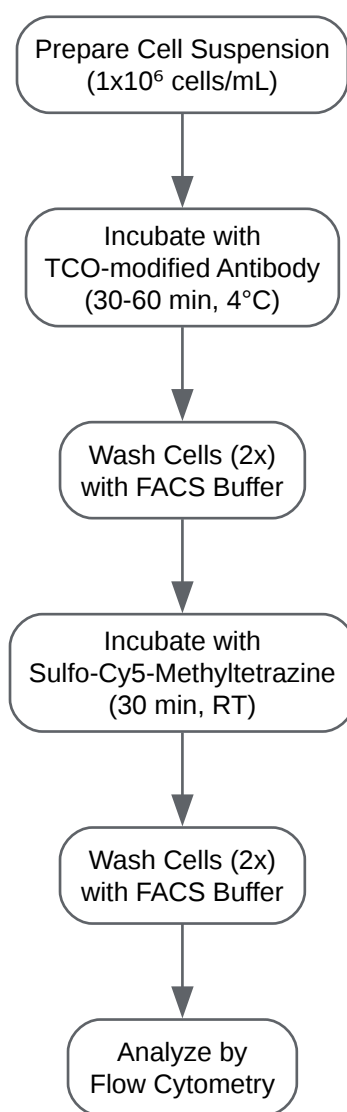 Prepare Cell Suspension
(1x10⁶ cells/mL)
Incubate with
TCO-modified Antibody
(30-60 min, 4°C)
Wash Cells (2x)
with FACS Buffer
Incubate with
Sulfo-Cy5-Methyltetrazine
(30 min, RT)
Wash Cells (2x)
with FACS Buffer
Analyze by
Flow Cytometry